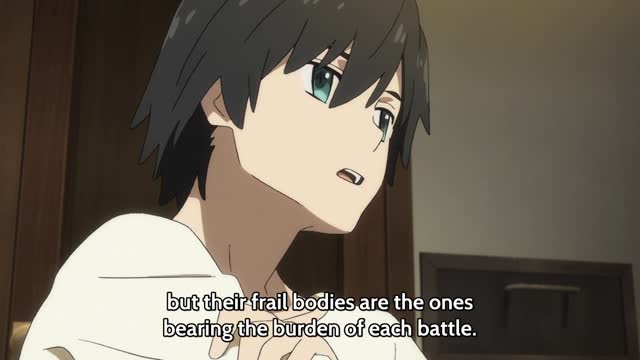 but their frail bodies are the ones
bearing the burden of each battle.